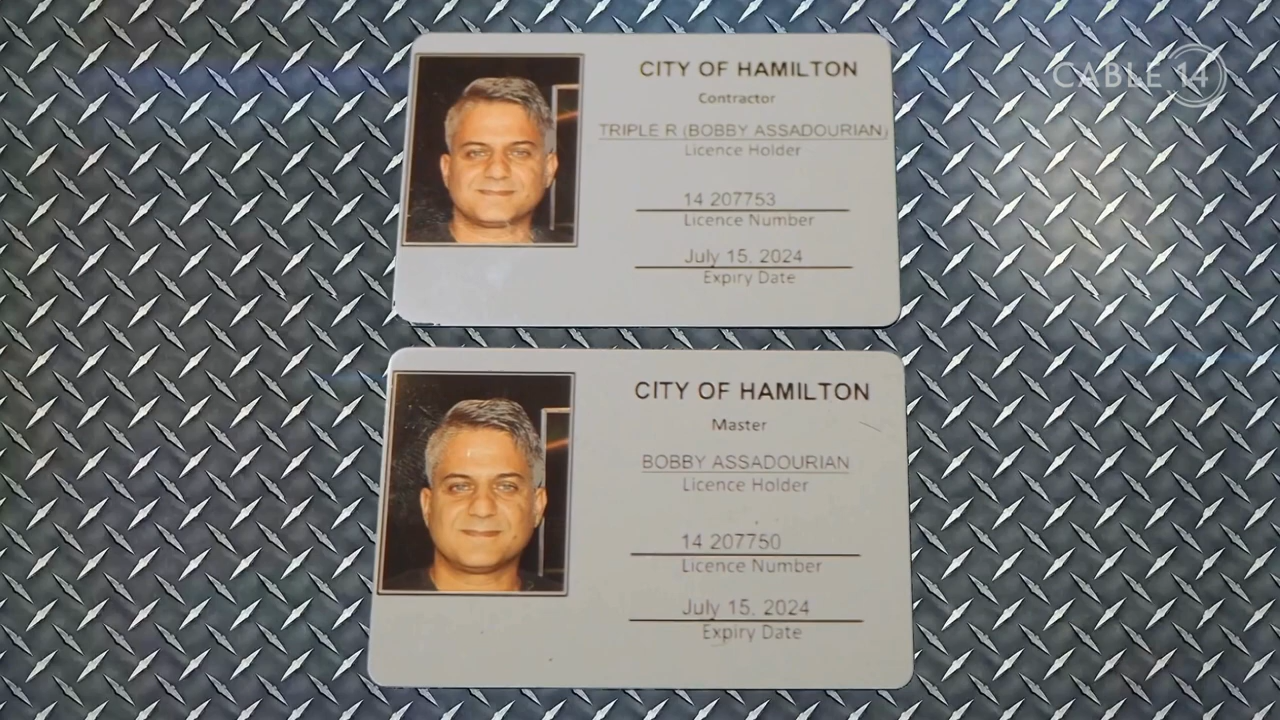 CABLE 14
CITY OF HAMILTON
Contractor
TRIPLE R (BOBBY ASSADOURIAN)
Licence Holder
14 207753
Licence Number
July 15, 2024
Expiry Date
CITY OF HAMILTON
Master
BOBBY ASSADOURIAN
Licence Holder
14 207750
Licence Number
July 15, 2024
Expiry Date